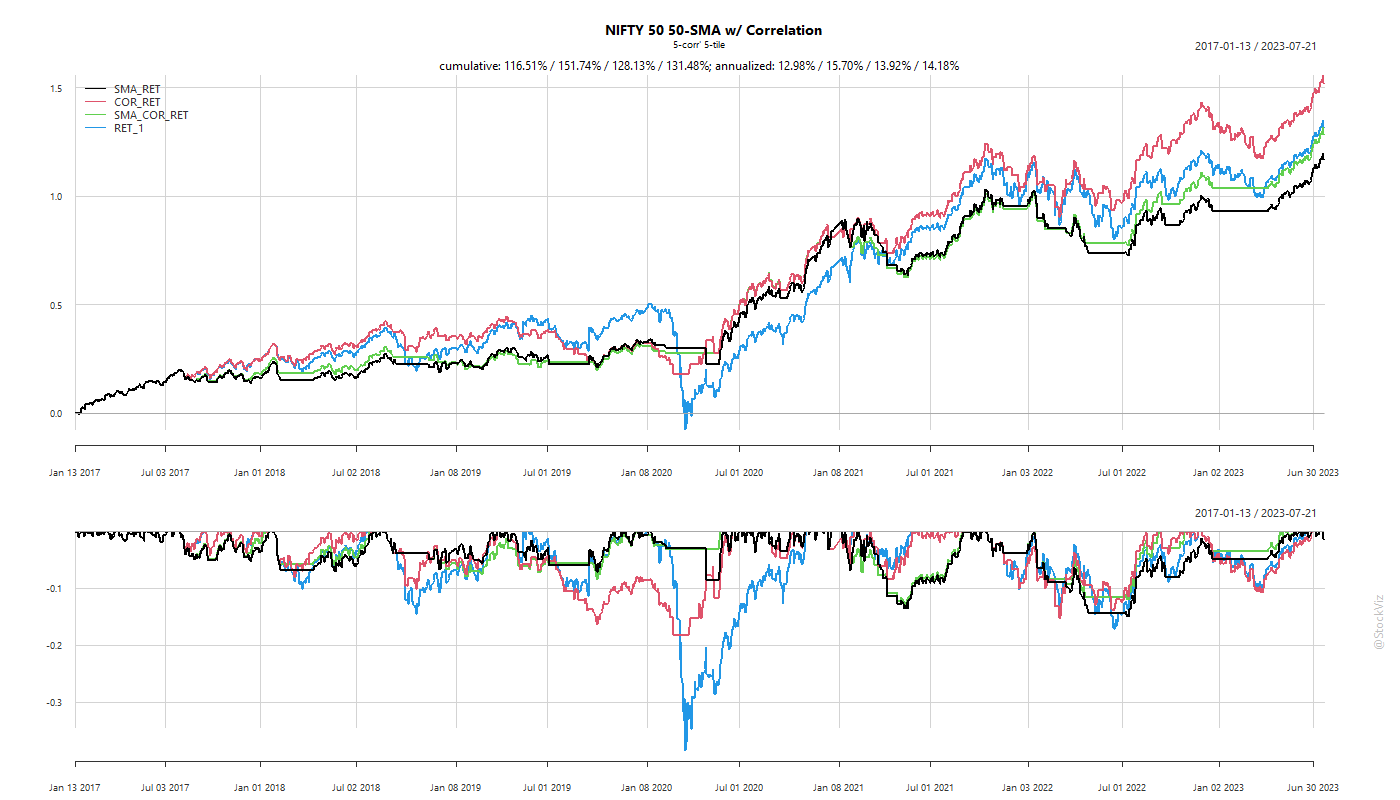 NIFTY 50 50-SMA w/ Correlation
5-corr' 5-tile
2017-01-13 / 2023-07-21
cumulative: 116.51% / 151.74% / 128.13% / 131.48%; annualized: 12.98% / 15.70% / 13.92% / 14.18%
SMA_RET
COR_RET
SMA_COR_RET
RET_1
1.5
1.0
0.5
0.0
Jan 13 2017 Jul 03 2017 Jan 01 2018 Jul 02 2018 Jan 08 2019 Jul 01 2019 Jan 08 2020 Jul 01 2020 Jan 08 2021 Jul 01 2021 Jan 03 2022 Jul 01 2022 Jan 02 2023 Jun 30 2023
2017-01-13 / 2023-07-21
-0.1
-0.2
-0.3
Jan 13 2017 Jul 03 2017 Jan 01 2018 Jul 02 2018 Jan 08 2019 Jul 01 2019 Jan 08 2020 Jul 01 2020 Jan 08 2021 Jul 01 2021 Jan 03 2022 Jul 01 2022 Jan 02 2023 Jun 30 2023
@StockViz